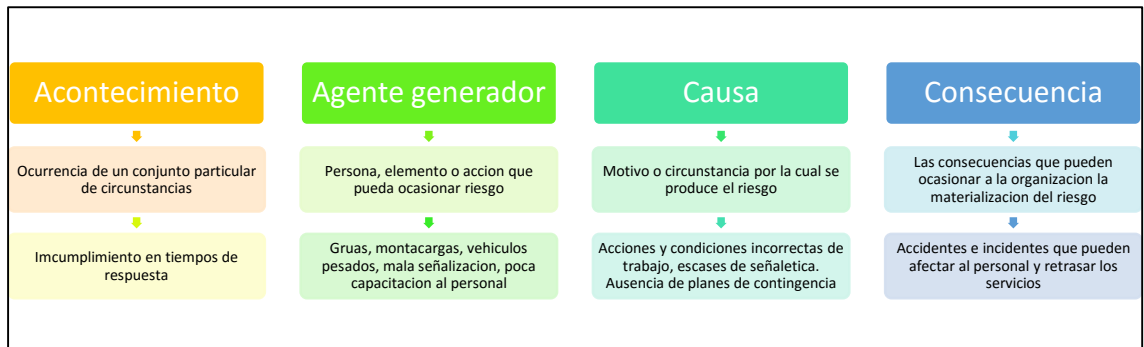 Acontecimiento
Ocurrencia de un conjunto particular
de circunstancias
Imcumplimiento en tiempos de
respuesta
Agente generador
Persona, elemento o accion que
pueda ocasionar riesgo
Gruas, montacargas, vehiculos
pesados, mala señalizacion, poca
capacitacion al personal
Causa
Motivo o circunstancia por la cual se
produce el riesgo
Acciones y condiciones incorrectas de
trabajo, escases de señaletica.
Ausencia de planes de contingencia
Consecuencia
Las consecuencias que pueden
ocasionar a la organizacion la
materializacion del riesgo
Accidentes e incidentes que pueden
afectar al personal y retrasar los
servicios